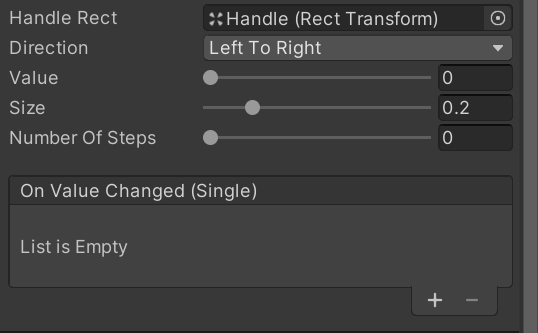 Handle Rect Handle (Rect Transform)
Direction Left To Right
Value 0
Size 0.2
Number Of Steps 0
On Value Changed (Single)
List is Empty
+ −